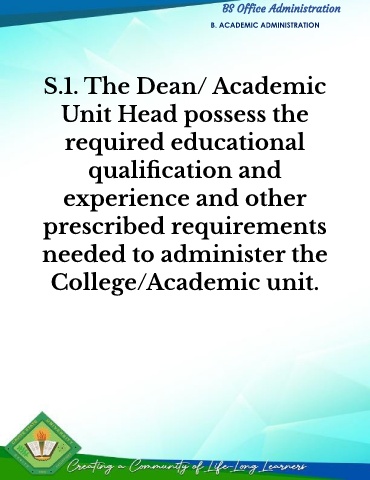 BS Office Administration
B. ACADEMIC ADMINISTRATION
S.1. The Dean/ Academic
Unit Head possess the
required educational
qualification and
experience and other
prescribed requirements
needed to administer the
College/Academic unit.
Creating a Community of Life-Long Learners